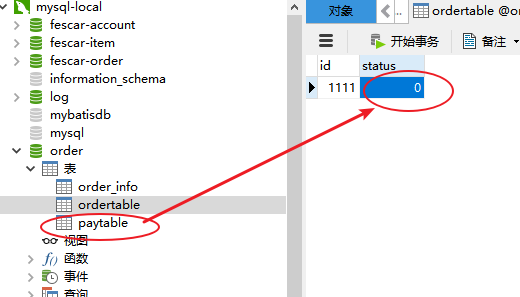 mysql-local
fescar-account
fescar-item
fescar-order
information_schema
log
mybatisdb
mysql
order
表
order_info
ordertable
paytable
视图
函数
事件
查询
对象
..
ordertable @o
开始事务
备注
id status
1111 0